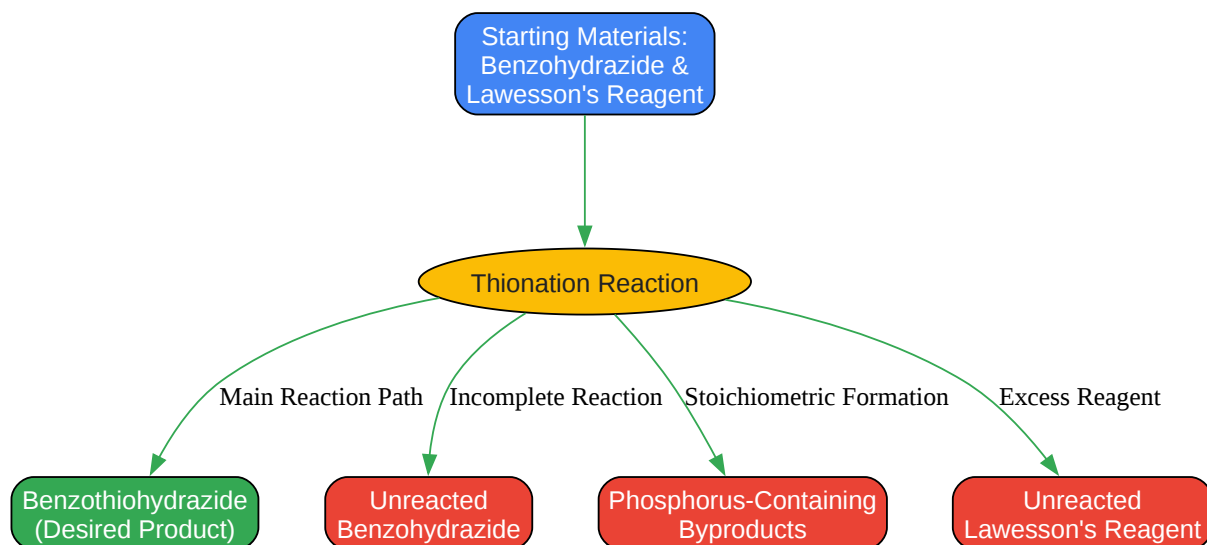 Starting Materials:
Benzohydrazide &
Lawesson's Reagent
Thionation Reaction
Main Reaction Path
Incomplete Reaction
Stoichiometric Formation
Excess Reagent
Benzothiohydrazide
(Desired Product)
Unreacted
Benzohydrazide
Phosphorus-Containing
Byproducts
Unreacted
Lawesson's Reagent